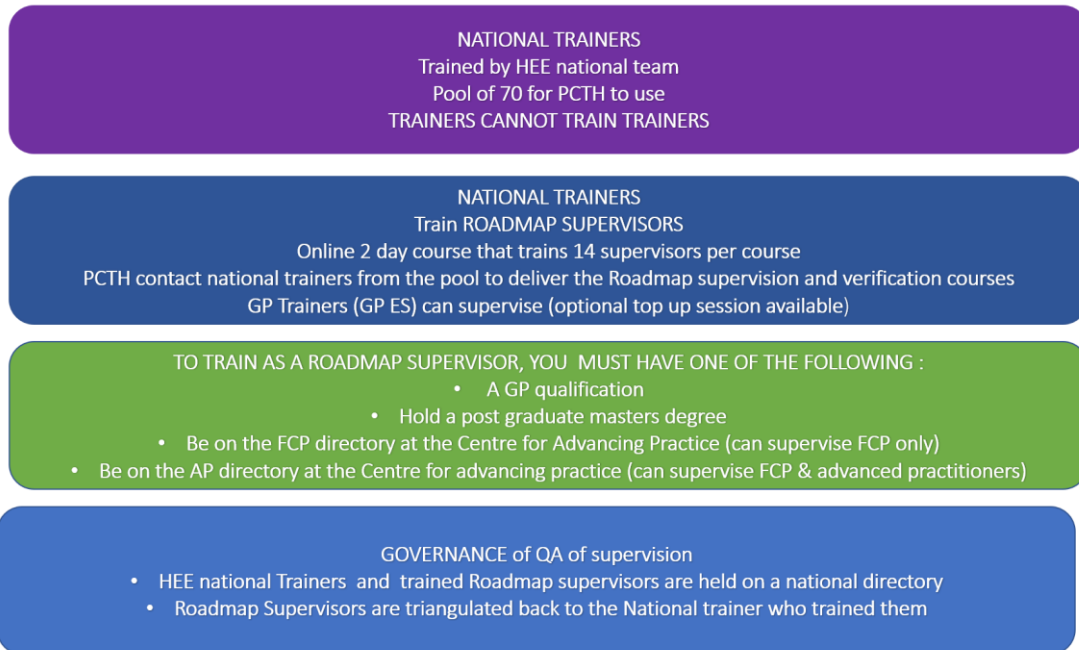 NATIONAL TRAINERS
Trained by HEE national team
Pool of 70 for PCTH to use
TRAINERS CANNOT TRAIN TRAINERS
NATIONAL TRAINERS
Train ROADMAP SUPERVISORS
Online 2 day course that trains 14 supervisors per course
PCTH contact national trainers from the pool to deliver the Roadmap supervision and verification courses
GP Trainers (GP ES) can supervise (optional top up session available)
TO TRAIN AS A ROADMAP SUPERVISOR, YOU MUST HAVE ONE OF THE FOLLOWING :
• A GP qualification
• Hold a post graduate masters degree
• Be on the FCP directory at the Centre for Advancing Practice (can supervise FCP only)
• Be on the AP directory at the Centre for advancing practice (can supervise FCP & advanced practitioners)
GOVERNANCE of QA of supervision
• HEE national Trainers and trained Roadmap supervisors are held on a national directory
• Roadmap Supervisors are triangulated back to the National trainer who trained them